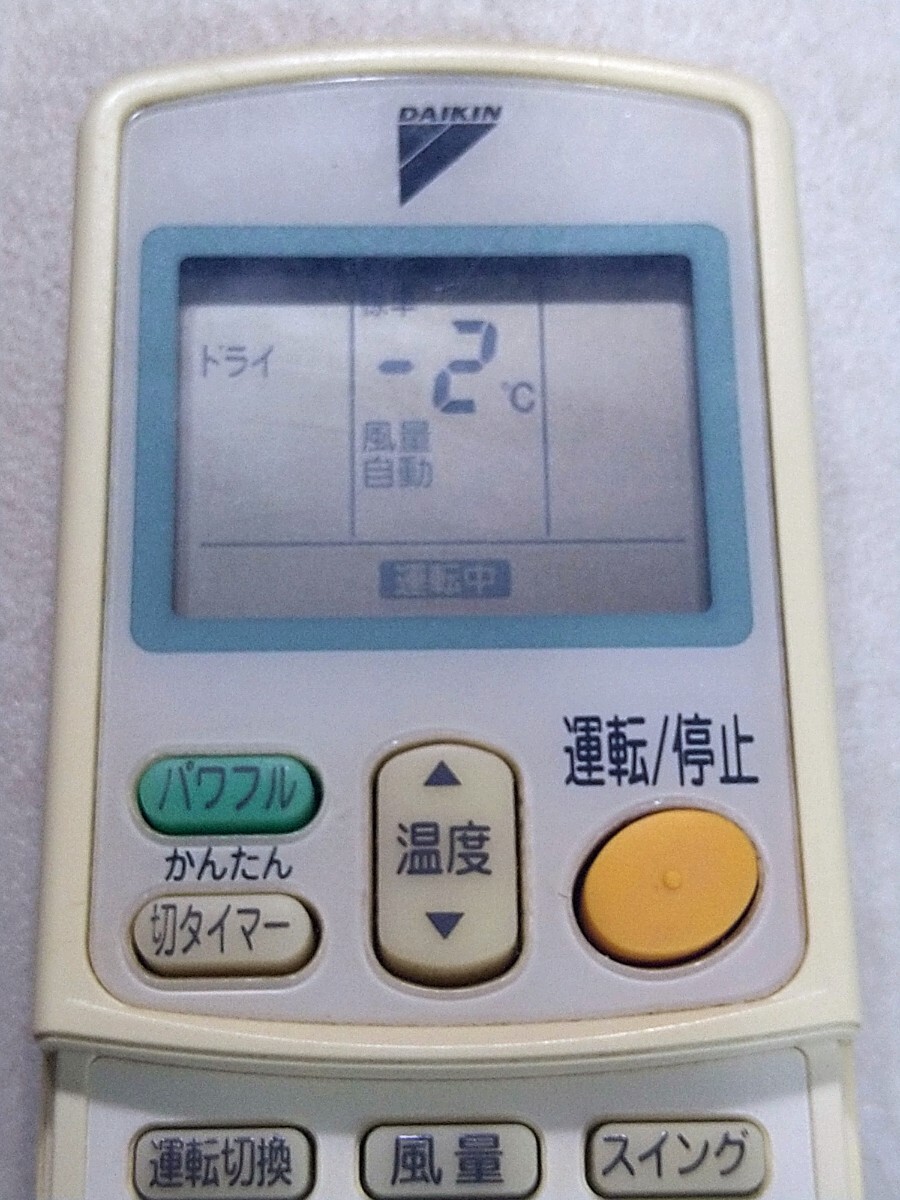 DAIKIN
標準
ドライ
-2℃
風量
自動
運転中
運転/停止
パワフル
温度
かんたん
切タイマー
運転切換
風量
スイング